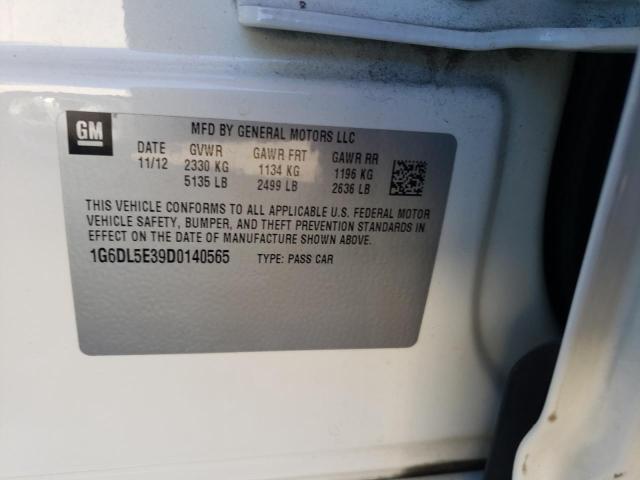 GM
MFD BY GENERAL MOTORS LLC
DATE GVWR GAWR FRT GAWR RR
11/12 2330 KG 1134 KG 1196 KG
5135 LB 2499 LB 2636 LB
THIS VEHICLE CONFORMS TO ALL APPLICABLE U.S. FEDERAL MOTOR
VEHICLE SAFETY, BUMPER, AND THEFT PREVENTION STANDARDS IN
EFFECT ON THE DATE OF MANUFACTURE SHOWN ABOVE.
1G6DL5E39D0140565 TYPE: PASS CAR